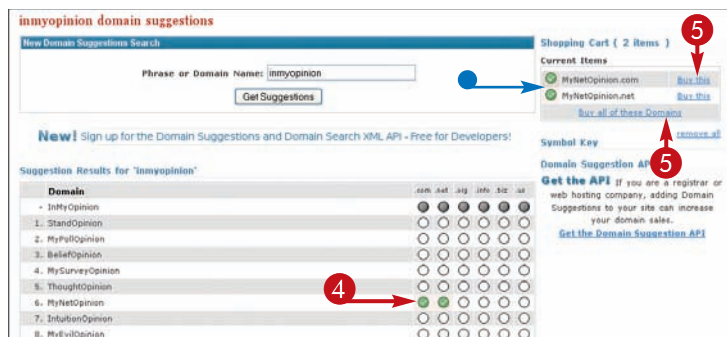 inmyopinion domain suggestions
New Domain Suggestions Search
Phrase or Domain Name: inmyopinion
Get Suggestions
New! Sign up for the Domain Suggestions and Domain Search XML API - Free for Developers!
Suggestion Results for "inmyopinion"
Domain .com .net .org .info .biz .us
- InMyOpinion
1. StandOpinion
2. MyPollOpinion
3. BeliefOpinion
4. MySurveyOpinion
5. ThoughtOpinion
6. MyNetOpinion
7. IntuitionOpinion
8. MyEvilOpinion
4
Shopping Cart ( 2 items )
5
Current Items
MyNetOpinion.com Buy this
MyNetOpinion.net Buy this
Buy all of these Domains
remove all
5
Symbol Key
Domain Suggestion AP
Get the API If you are a registrar or
web hosting company, adding Domain
Suggestions to your site can increase
your domain sales.
Get the Domain Suggestion API